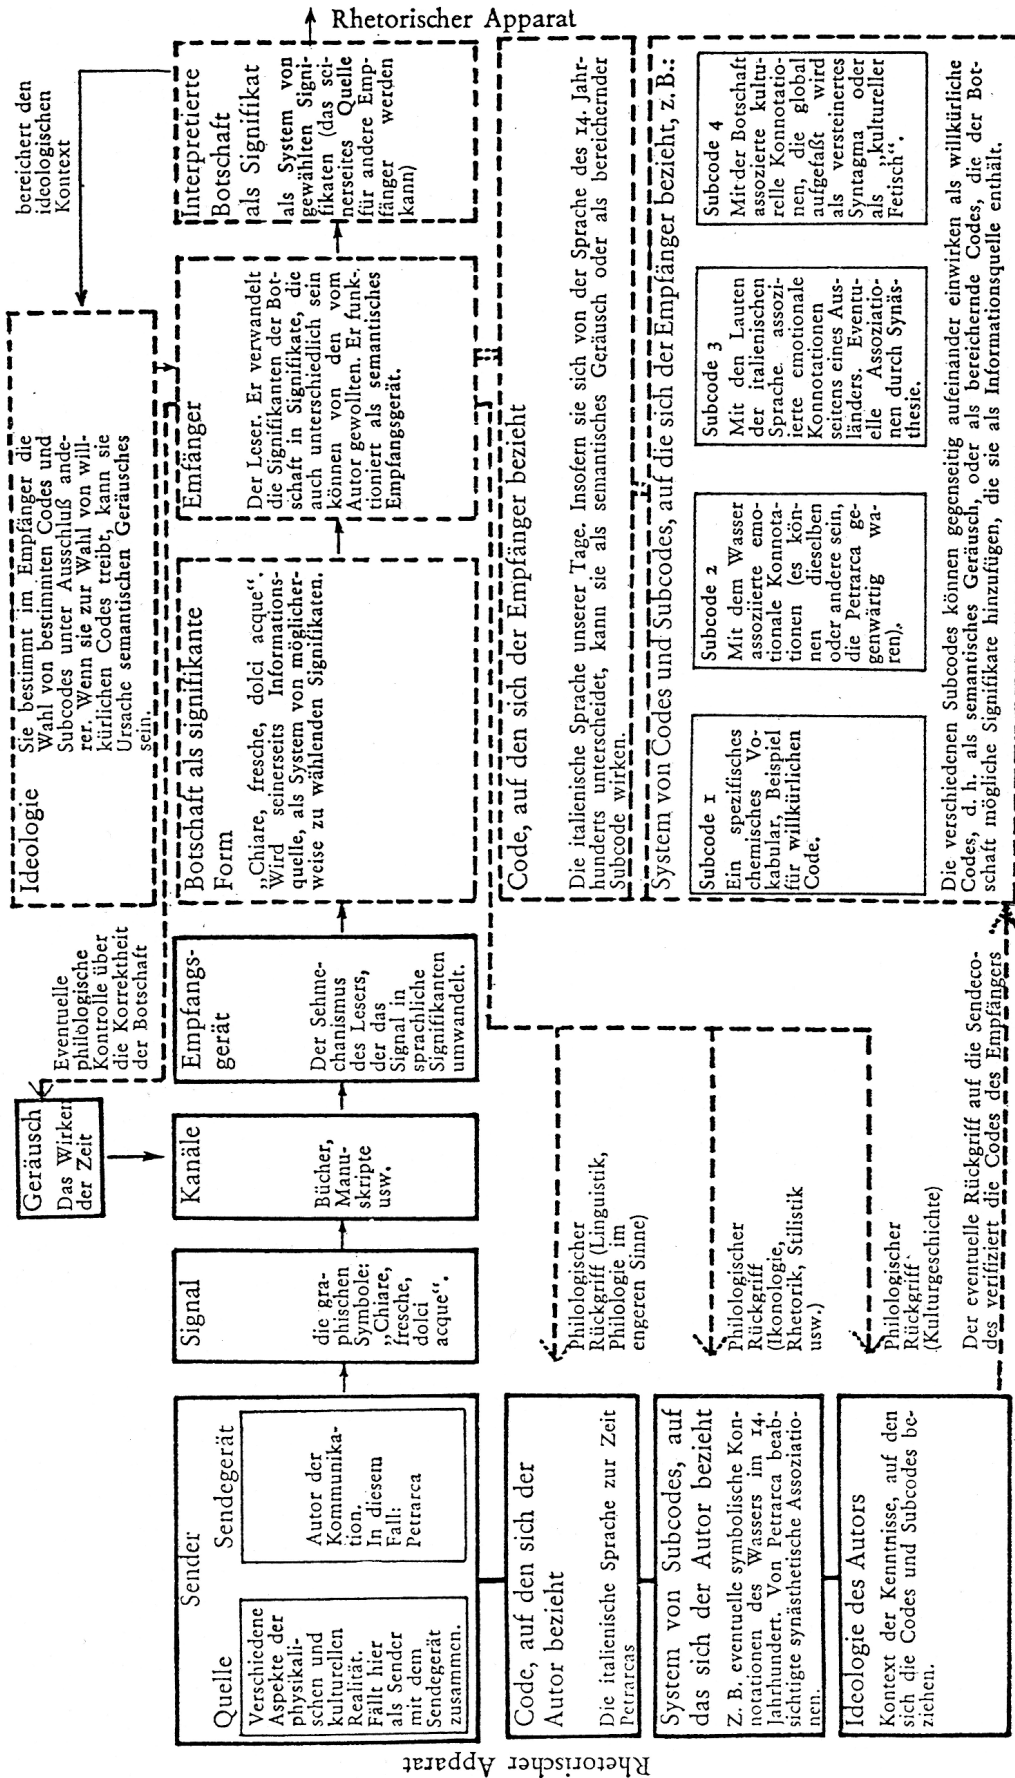 Rhetorischer Apparat
Sender
Quelle
Verschiedene
Aspekte der
physikali-
schen und
kulturellen
Realität.
Fällt hier
als Sender
mit dem
Sendegerät
zusammen.
Sendegerät
Autor der
Kommunika-
tion.
In diesem
Fall:
Petrarca
Code, auf den sich der
Autor bezieht
Die italienische Sprache zur Zeit
Petrarcas
System von Subcodes, auf
das sich der Autor bezieht
Z. B. eventuelle symbolische Kon-
notationen des Wassers im 14.
Jahrhundert. Von Petrarca beab-
sichtigte synästhetische Assoziatio-
nen.
Ideologie des Autors
Kontext der Kenntnisse, auf den
sich die Codes und Subcodes be-
ziehen.
Signal
die gra-
phischen
Symbole:
„Chiare,
fresche,
dolci
acque“.
Geräusch
Das Wirken
der Zeit
Kanäle
Bücher,
Manu-
skripte
usw.
Eventuelle
philologische
Kontrolle über
die Korrektheit
der Botschaft
Empfangs-
gerät
Der Sehme-
chanismus
des Lesers,
der das
Signal in
sprachliche
Signifikanten
umwandelt.
Philologischer
Rückgriff (Linguistik,
Philologie im
engeren Sinne)
Philologischer
Rückgriff
(Ikonologie,
Rhetorik, Stilistik
usw.)
Philologischer
Rückgriff
(Kulturgeschichte)
Der eventuelle Rückgriff auf die Sendeco-
des verifiziert die Codes des Empfängers
Ideologie
Sie bestimmt im Empfänger die
Wahl von bestimmten Codes und
Subcodes unter Ausschluß ande-
rer. Wenn sie zur Wahl von will-
kürlichen Codes treibt, kann sie
Ursache semantischen Geräusches
sein.
Botschaft als signifikante
Form
„Chiare, fresche, dolci acque“.
Wird seinerseits Informations-
quelle, als System von möglicher-
weise zu wählenden Signifikaten.
Emfänger
Der Leser. Er verwandelt
die Signifikanten der Bot-
schaft in Signifikate, die
auch unterschiedlich sein
können von den vom
Autor gewollten. Er funk-
tioniert als semantisches
Empfangsgerät.
bereichert den
ideologischen
Kontext
Interpretierte
Botschaft
als Signifikat
als System von
gewählten Signi-
fikaten (das sei-
nerseits Quelle
für andere Emp-
fänger werden
kann)
Rhetorischer Apparat
Code, auf den sich der Empfänger bezieht
Die italienische Sprache unserer Tage. Insofern sie sich von der Sprache des 14. Jahr-
hunderts unterscheidet, kann sie als semantisches Geräusch oder als bereichernder
Subcode wirken.
System von Codes und Subcodes, auf die sich der Empfänger bezieht, z. B.:
Subcode 1
Ein spezifisches
chemisches Vo-
kabular, Beispiel
für willkürlichen
Code.
Subcode 2
Mit dem Wasser
assoziierte emo-
tionale Konnota-
tionen (es kön-
nen dieselben
oder andere sein,
die Petrarca ge-
genwärtig wa-
ren).
Subcode 3
Mit den Lauten
der italienischen
Sprache assozi-
ierte emotionale
Konnotationen
seitens eines Aus-
länders. Eventu-
elle Assoziatio-
nen durch Synäs-
thesie.
Subcode 4
Mit der Botschaft
assoziierte kultu-
relle Konnotatio-
nen, die global
aufgefaßt wird
als versteinertes
Syntagma oder
als „kultureller
Fetisch“.
Die verschiedenen Subcodes können gegenseitig aufeinander einwirken als willkürliche
Codes, d. h. als semantisches Geräusch, oder als bereichernde Codes, die der Bot-
schaft mögliche Signifikate hinzufügen, die sie als Informationsquelle enthält.